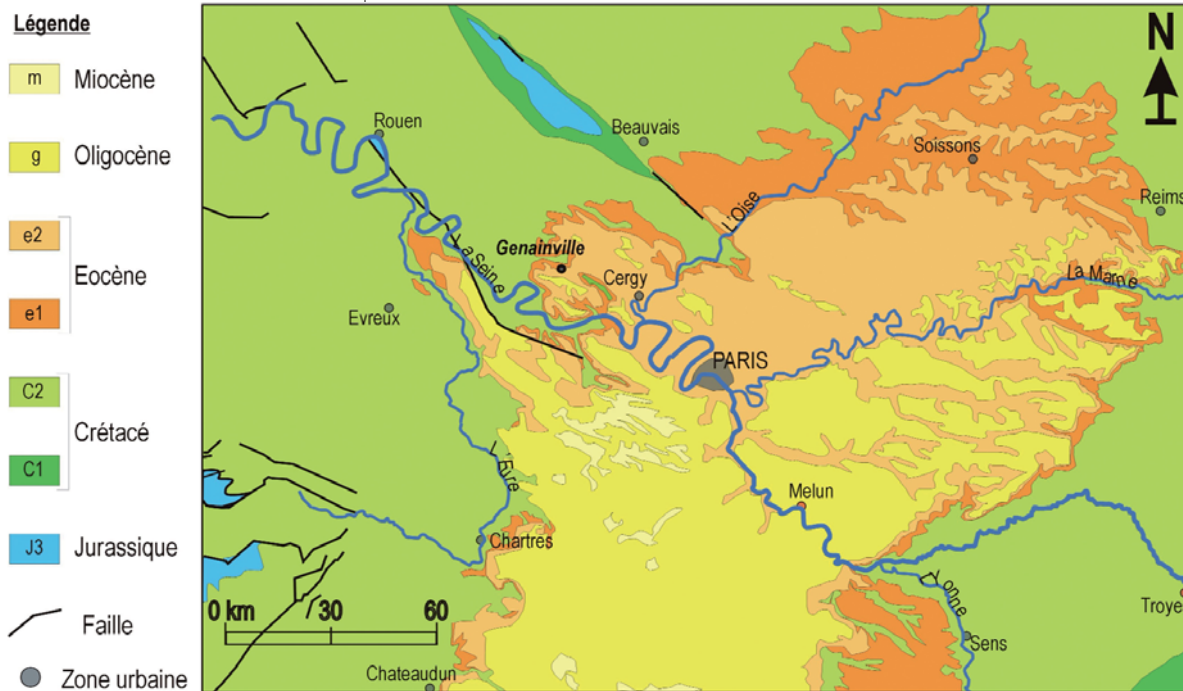 Légende
m Miocène
g Oligocène
e2
Eocène
e1
C2
Crétacé
C1
J3 Jurassique
Faille
Zone urbaine
N
Rouen
Beauvais
Soissons
Reims
L'Oise
La Seine
Genainville
Cergy
La Marne
Evreux
PARIS
L'Eure
Melun
Chartres
L'Yonne
Troyes
Sens
0 km 30 60
Chateaudun